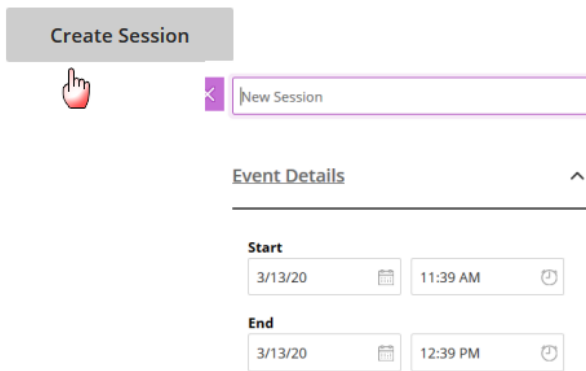 Create Session
New Session
Event Details
Start
3/13/20 11:39 AM
End
3/13/20 12:39 PM